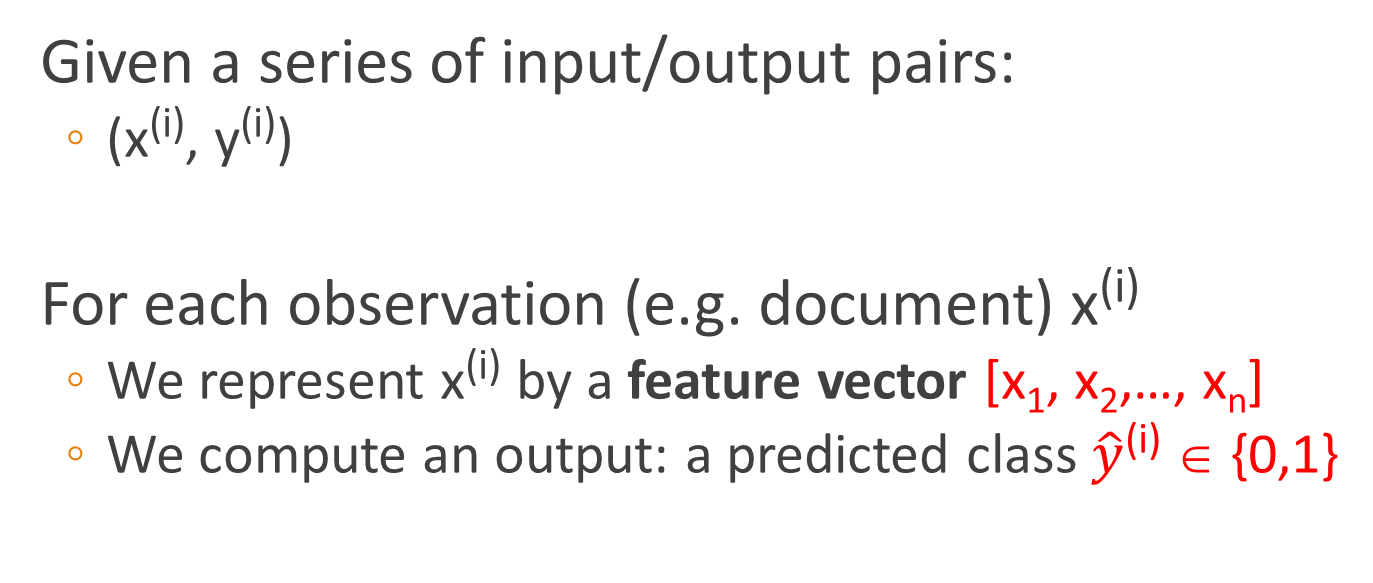 Given a series of input/output pairs:
◦ (x⁽ⁱ⁾, y⁽ⁱ⁾)
For each observation (e.g. document) x⁽ⁱ⁾
◦ We represent x⁽ⁱ⁾ by a feature vector [x₁, x₂,…, xₙ]
◦ We compute an output: a predicted class ŷ⁽ⁱ⁾ ∈ {0,1}